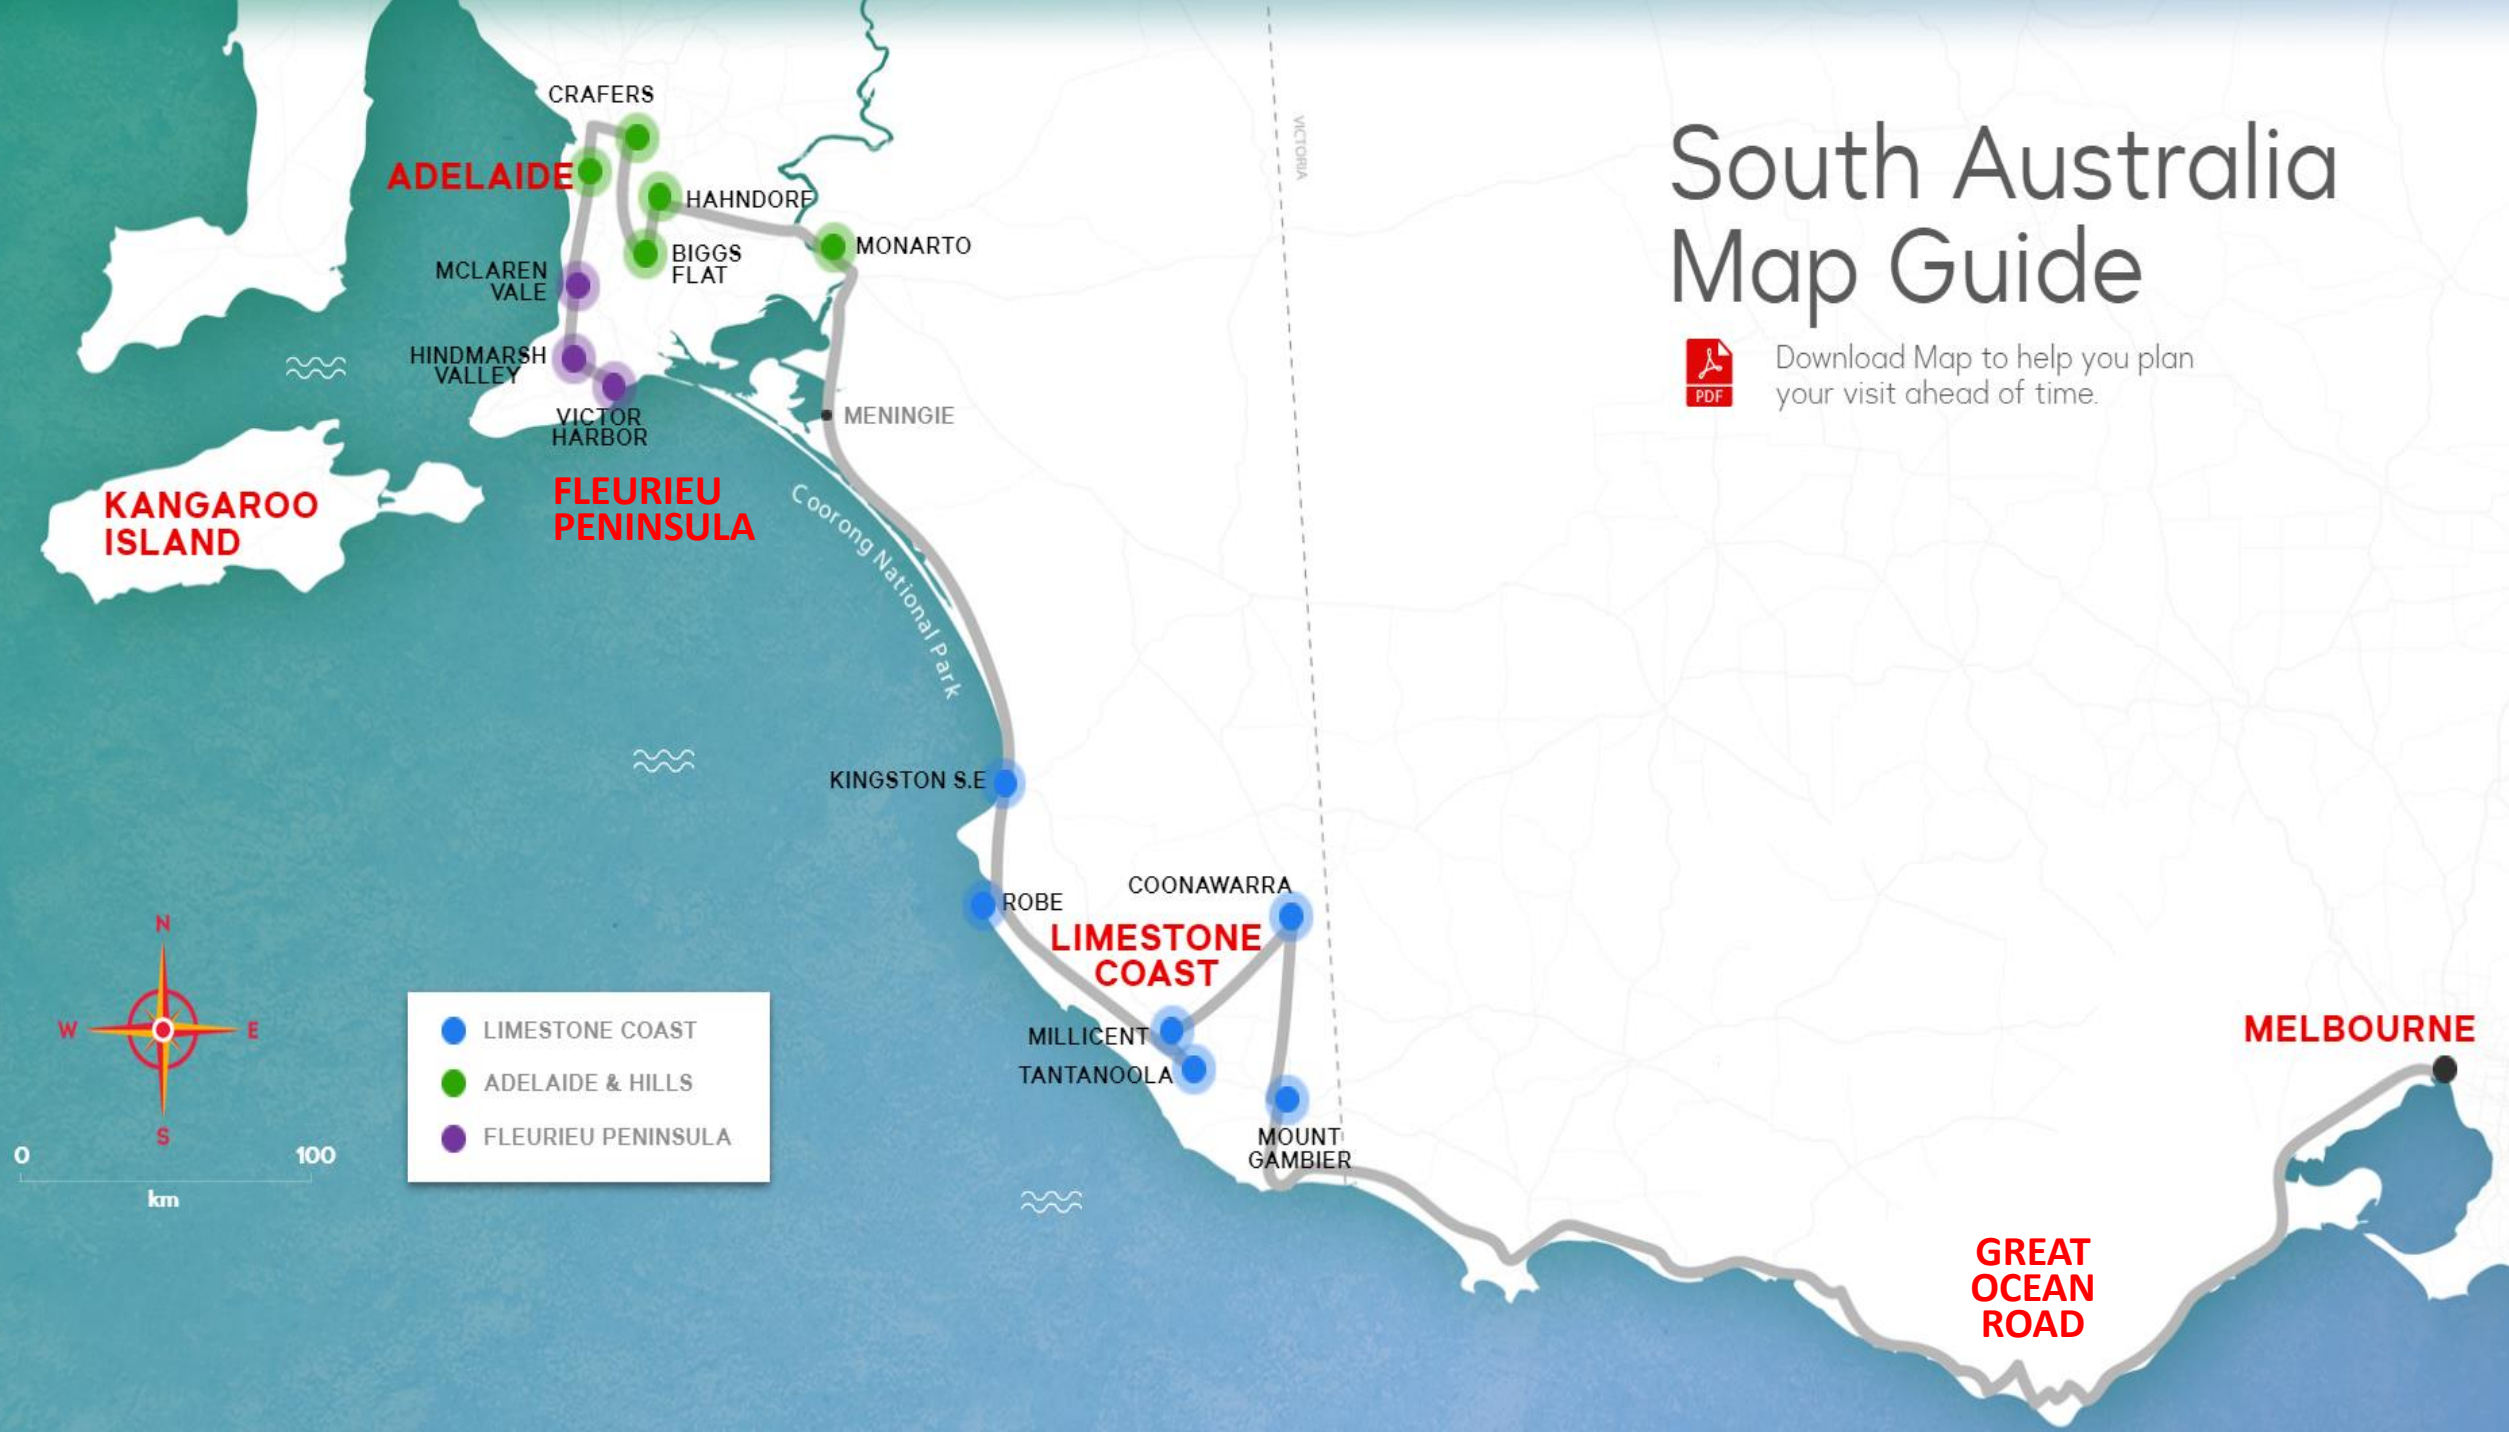 CRAFERS
South Australia
Map Guide
VICTORIA
ADELAIDE
HAHNDORF
MONARTO
BIGGS
FLAT
MCLAREN
VALE
HINDMARSH
VALLEY
Download Map to help you plan
your visit ahead of time.
PDF
VICTOR
HARBOR
MENINGIE
KANGAROO
ISLAND
FLEURIEU
PENINSULA
Coorong National Park
KINGSTON S.E
COONAWARRA
ROBE
LIMESTONE
COAST
N
W
E
S
LIMESTONE COAST
ADELAIDE & HILLS
FLEURIEU PENINSULA
MILLICENT
TANTANOOLA
MELBOURNE
MOUNT
GAMBIER
0
100
km
GREAT
OCEAN
ROAD